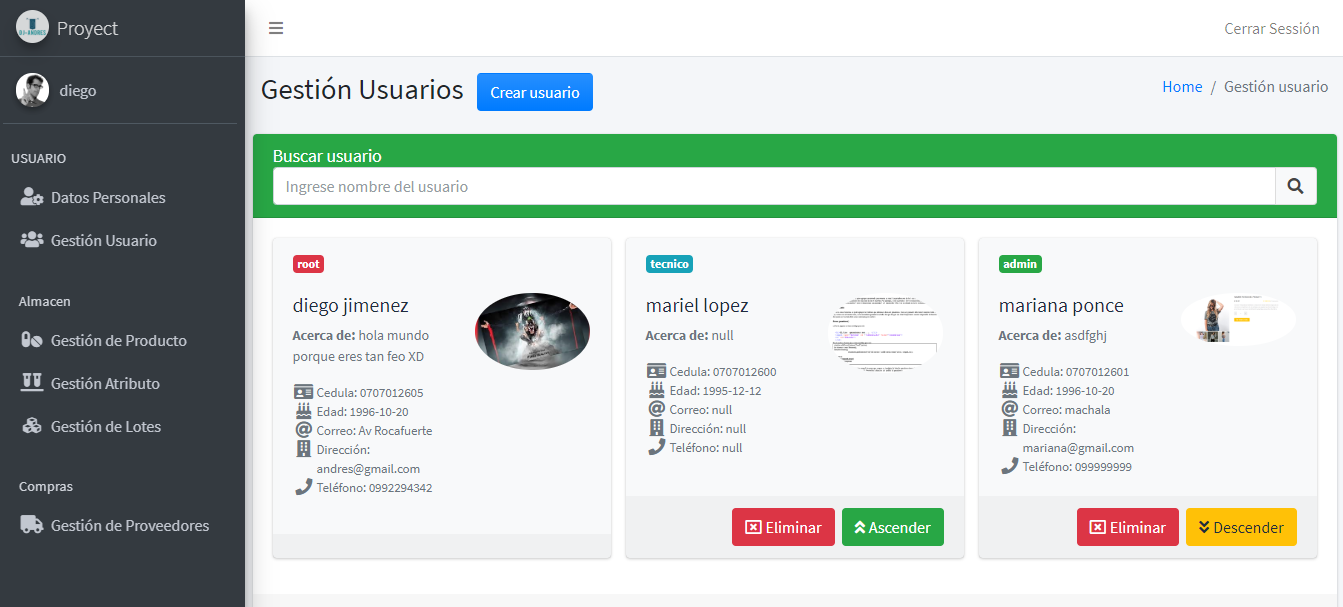 Proyect
Cerrar Sessión
diego
Gestión Usuarios
Crear usuario
Home / Gestión usuario
USUARIO
Datos Personales
Gestión Usuario
Almacen
Gestión de Producto
Gestión Atributo
Gestión de Lotes
Compras
Gestión de Proveedores
Buscar usuario
Ingrese nombre del usuario
root
diego jimenez
Acerca de: hola mundo
porque eres tan feo XD
Cedula: 0707012605
Edad: 1996-10-20
Correo: Av Rocafuerte
Dirección:
andres@gmail.com
Teléfono: 0992294342
tecnico
mariel lopez
Acerca de: null
Cedula: 0707012600
Edad: 1995-12-12
Correo: null
Dirección: null
Teléfono: null
Eliminar
Ascender
admin
mariana ponce
Acerca de: asdfghj
Cedula: 0707012601
Edad: 1996-10-20
Correo: machala
Dirección:
mariana@gmail.com
Teléfono: 099999999
Eliminar
Descender